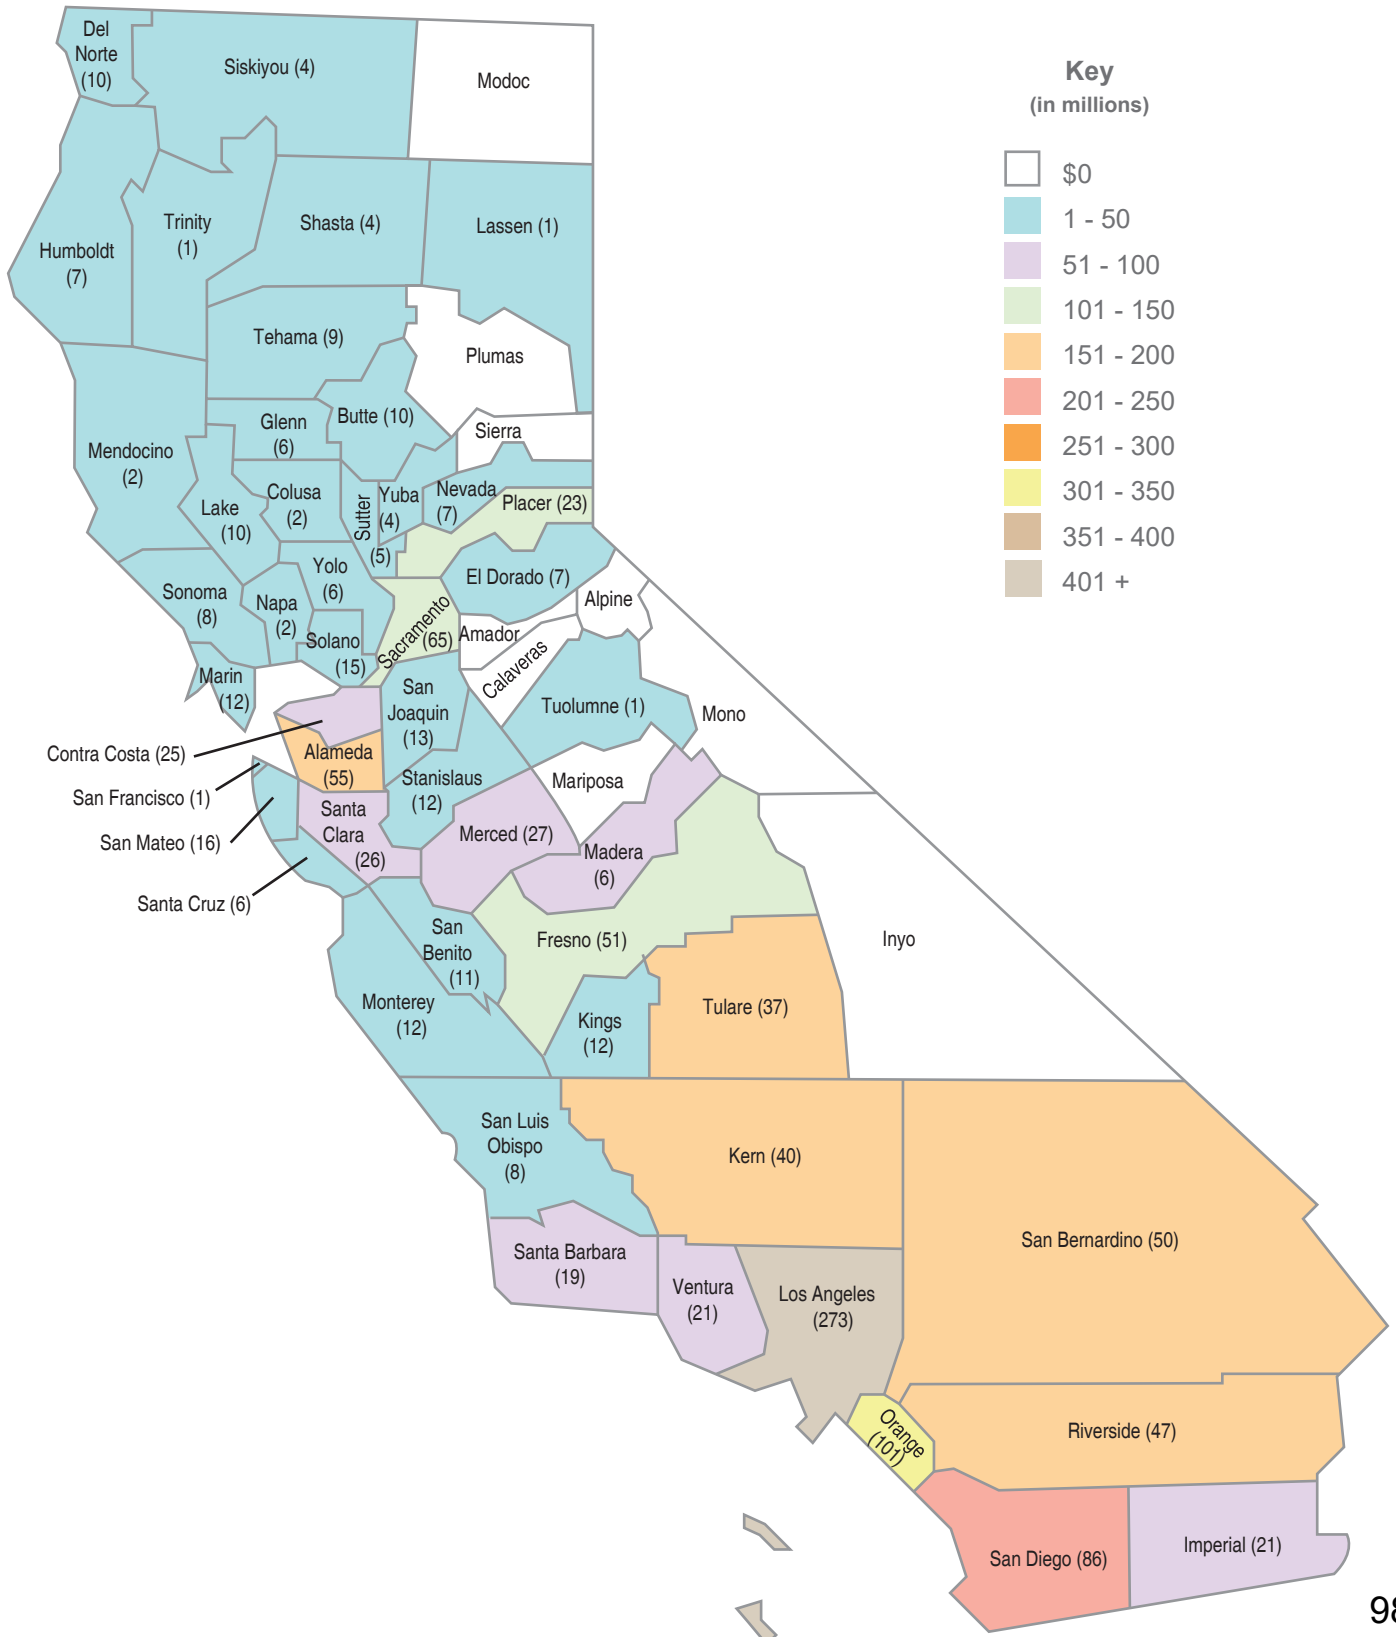 Del
Norte
(10)
Siskiyou (4)
Modoc
Key
(in millions)
$0
1 - 50
51 - 100
101 - 150
151 - 200
201 - 250
251 - 300
301 - 350
351 - 400
401 +
Humboldt
(7)
Trinity
(1)
Shasta (4)
Lassen (1)
Tehama (9)
Plumas
Mendocino
(2)
Glenn
(6)
Butte (10)
Sierra
Lake
(10)
Colusa
(2)
Sutter
(5)
Yuba
(4)
Nevada
(7)
Placer (23)
Sonoma
(8)
Napa
(2)
Yolo
(6)
El Dorado (7)
Solano
(15)
Sacramento
(65)
Amador
Alpine
Calaveras
Marin
(12)
San
Joaquin
(13)
Tuolumne (1)
Mono
Contra Costa (25)
Alameda
(55)
San Francisco (1)
Stanislaus
(12)
Mariposa
San Mateo (16)
Santa
Clara
(26)
Merced (27)
Madera
(6)
Santa Cruz (6)
San
Benito
(11)
Fresno (51)
Inyo
Monterey
(12)
Kings
(12)
Tulare (37)
San Luis
Obispo
(8)
Kern (40)
San Bernardino (50)
Santa Barbara
(19)
Ventura
(21)
Los Angeles
(273)
Orange
(101)
Riverside (47)
San Diego (86)
Imperial (21)
98